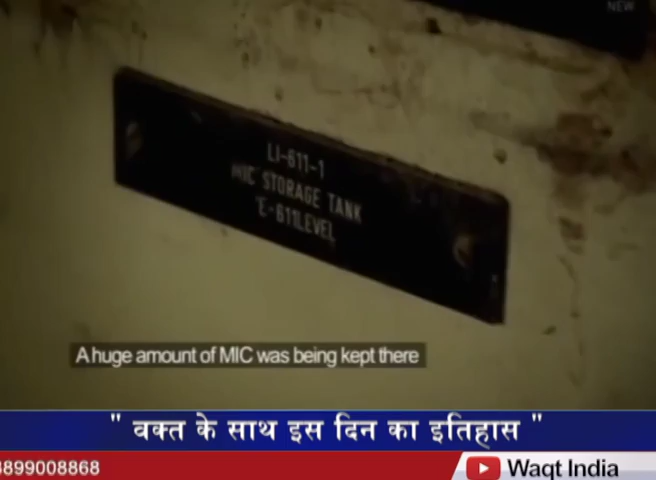 NEW
LI-611-1
MIC STORAGE TANK
E-611LEVEL
A huge amount of MIC was being kept there
" वक्त के साथ इस दिन का इतिहास "
8899008868
Waqt India